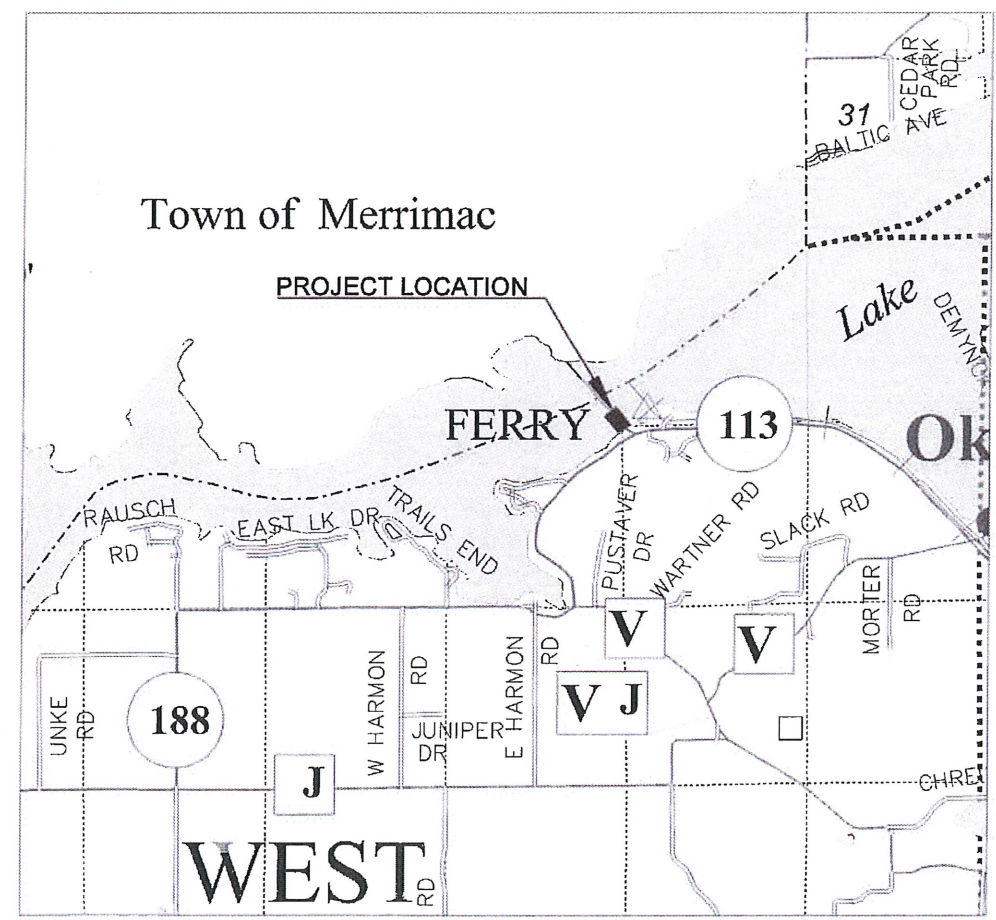 CEDAR
PARK
RD
31
BALTIC AVE
Town of Merrimac
PROJECT LOCATION
Lake
DEMYNC
FERRY
113
Ok
RAUSCH
RD
EAST LK DR
TRAILS END
PUSTAVER
DR
WARTNER RD
SLACK RD
MORTER
RD
V
V
V J
UNKE
RD
188
W HARMON
RD
JUNIPER
DR
E HARMON
RD
J
CHRE
WEST
RD